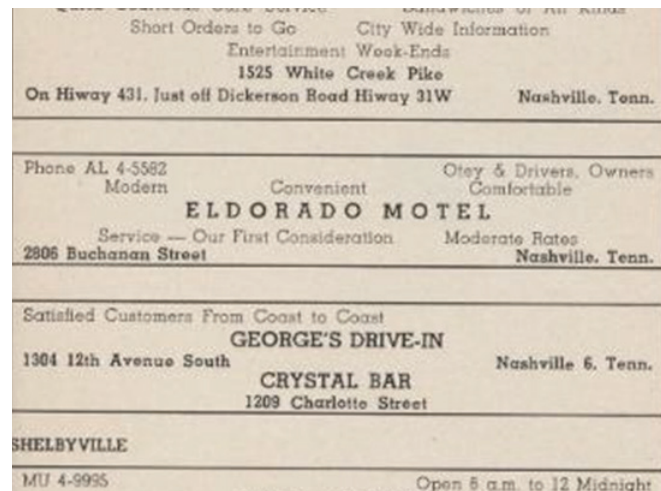 Short Orders to Go City Wide Information
Entertainment Week-Ends
1525 White Creek Pike
On Hiway 431, Just off Dickerson Road Hiway 31W Nashville, Tenn.
Phone AL 4-5582 Otey & Drivers, Owners
Modern Convenient Comfortable
ELDORADO MOTEL
Service — Our First Consideration Moderate Rates
2806 Buchanan Street Nashville, Tenn.
Satisfied Customers From Coast to Coast
GEORGE'S DRIVE-IN
1304 12th Avenue South Nashville 6, Tenn.
CRYSTAL BAR
1209 Charlotte Street
SHELBYVILLE
MU 4-9995 Open 6 a.m. to 12 Midnight